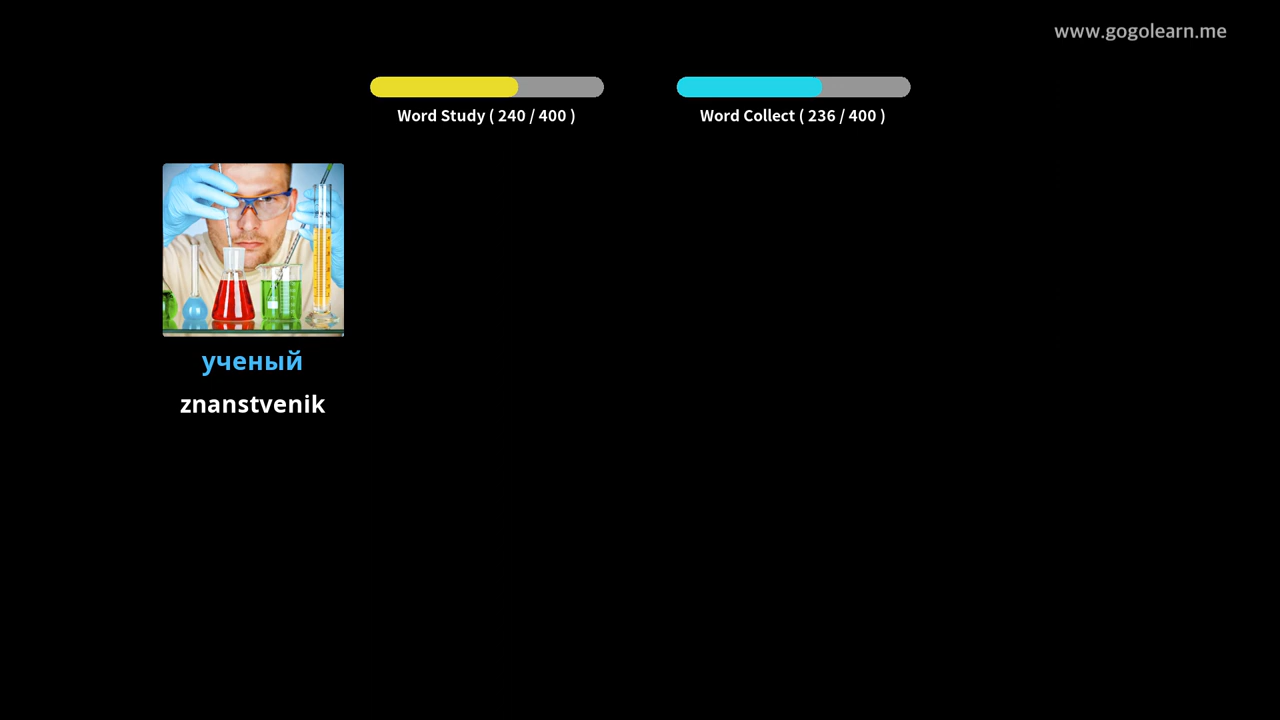 www.gogolearn.me
Word Study ( 240 / 400 )
Word Collect ( 236 / 400 )
ученый
znanstvenik